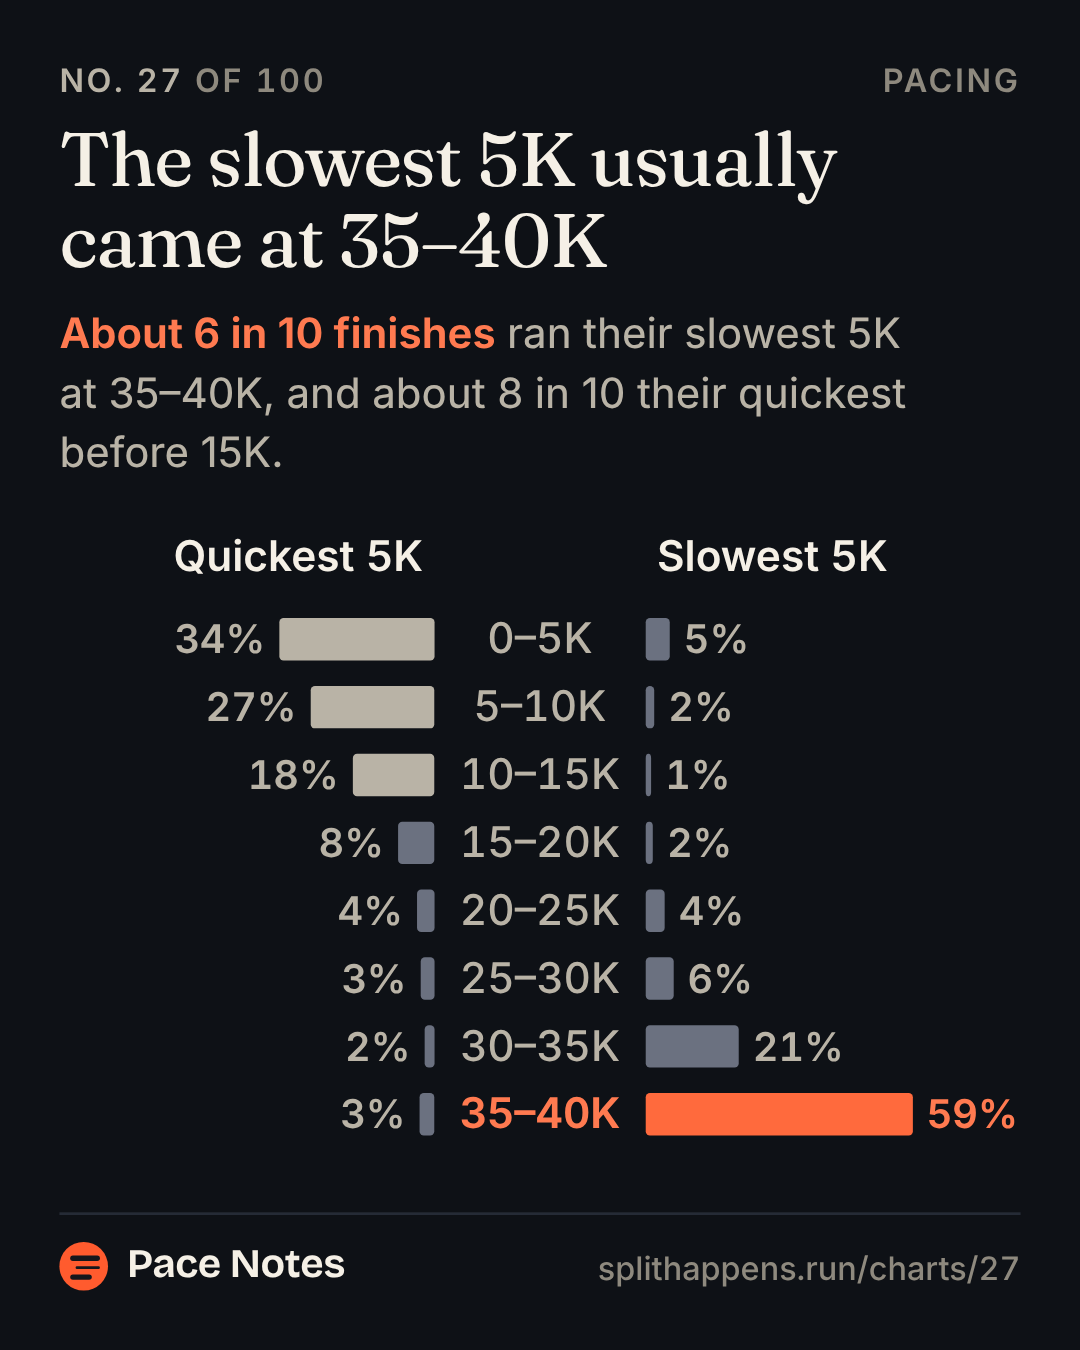 NO. 27 OF 100 PACING
The slowest 5K usually
came at 35–40K
About 6 in 10 finishes ran their slowest 5K
at 35–40K, and about 8 in 10 their quickest
before 15K.
Quickest 5K Slowest 5K
34% 0–5K 5%
27% 5–10K 2%
18% 10–15K 1%
8% 15–20K 2%
4% 20–25K 4%
3% 25–30K 6%
2% 30–35K 21%
3% 35–40K 59%
Pace Notes splithappens.run/charts/27